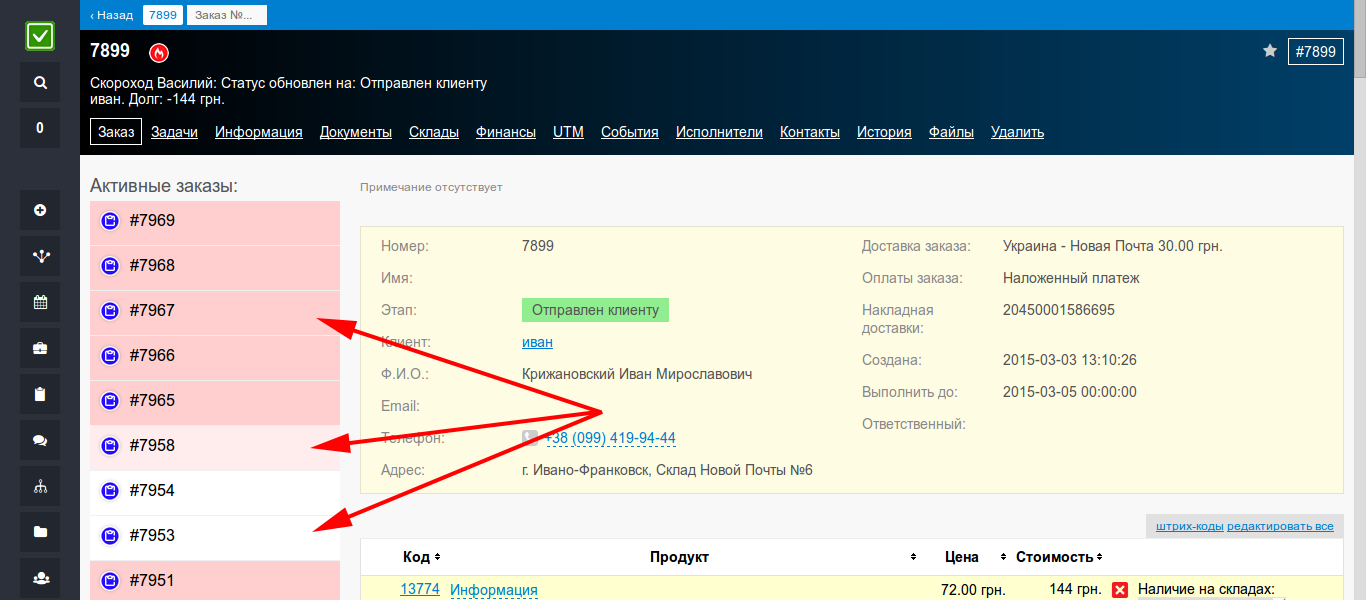 ‹ Назад 7899 Заказ №...
7899
#7899
Скороход Василий: Статус обновлен на: Отправлен клиенту
иван. Долг: -144 грн.
0
Заказ Задачи Информация Документы Склады Финансы UTM События Исполнители Контакты История Файлы Удалить
Активные заказы:
#7969
#7968
#7967
#7966
#7965
#7958
#7954
#7953
#7951
Примечание отсутствует
Номер: 7899
Имя:
Этап: Отправлен клиенту
Клиент: иван
Ф.И.О.: Крижановский Иван Мирославович
Email:
Телефон: +38 (099) 419-94-44
Адрес: г. Ивано-Франковск, Склад Новой Почты №6
Доставка заказа: Украина - Новая Почта 30.00 грн.
Оплаты заказа: Наложенный платеж
Накладная 20450001586695
доставки:
Создана: 2015-03-03 13:10:26
Выполнить до: 2015-03-05 00:00:00
Ответственный:
штрих-коды редактировать все
Код Продукт Цена Стоимость
13774 Информация 72.00 грн. 144 грн. Наличие на складах: